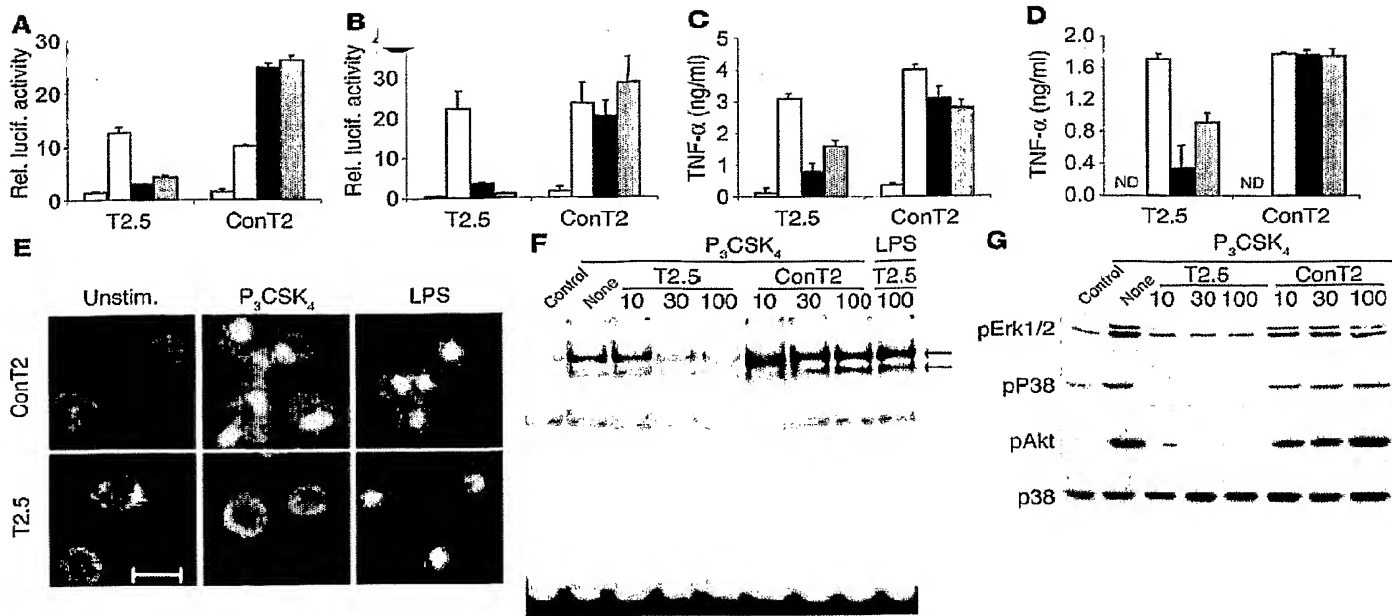 A
Rel. lucif. activity
30
20
10
0
T2.5
ConT2
B
Rel. lucif. activity
30
20
10
0
T2.5
ConT2
C
TNF-α (ng/ml)
5
4
3
2
1
0
T2.5
ConT2
D
TNF-α (ng/ml)
2.0
1.6
1.2
0.8
0.4
0.0
ND
ND
T2.5
ConT2
E
Unstim.
P₃CSK₄
LPS
ConT2
T2.5
F
P₃CSK₄
LPS
Control
None
T2.5
ConT2
T2.5
10 30 100 10 30 100 100
G
P₃CSK₄
Control
None
T2.5
ConT2
10 30 100 10 30 100
pErk1/2
pP38
pAkt
p38